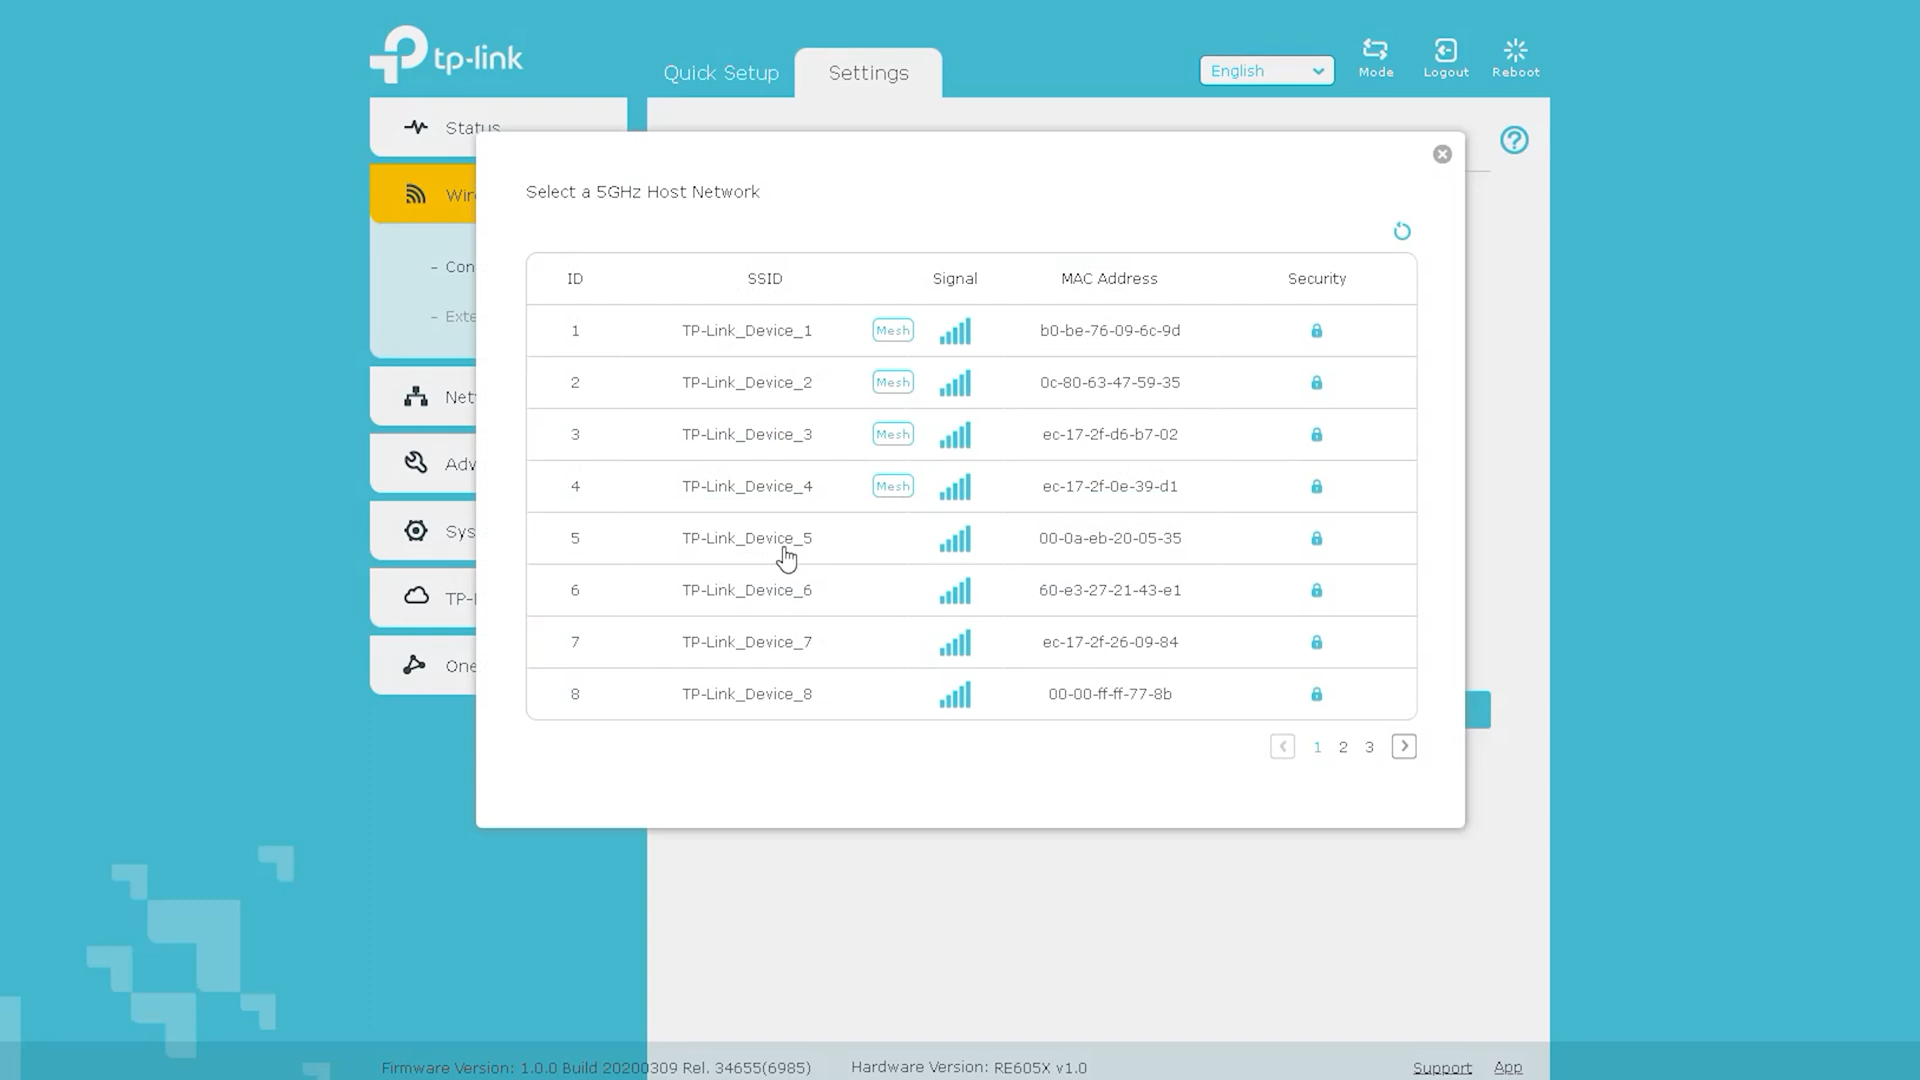 tp-link
Quick Setup
Settings
English
Mode
Logout
Reboot
Status
Select a 5GHz Host Network
ID SSID Signal MAC Address Security
1 TP-Link_Device_1 Mesh b0-be-76-09-6c-9d
2 TP-Link_Device_2 Mesh 0c-80-63-47-59-35
3 TP-Link_Device_3 Mesh ec-17-2f-d6-b7-02
4 TP-Link_Device_4 Mesh ec-17-2f-0e-39-d1
5 TP-Link_Device_5 00-0a-eb-20-05-35
6 TP-Link_Device_6 60-e3-27-21-43-e1
7 TP-Link_Device_7 ec-17-2f-26-09-84
8 TP-Link_Device_8 00-00-ff-ff-77-8b
1 2 3
Wir
- Con
- Exte
Net
Adv
Sys
TP-
One
Firmware Version: 1.0.0 Build 20200309 Rel. 34655(6985) Hardware Version: RE605X v1.0
Support App